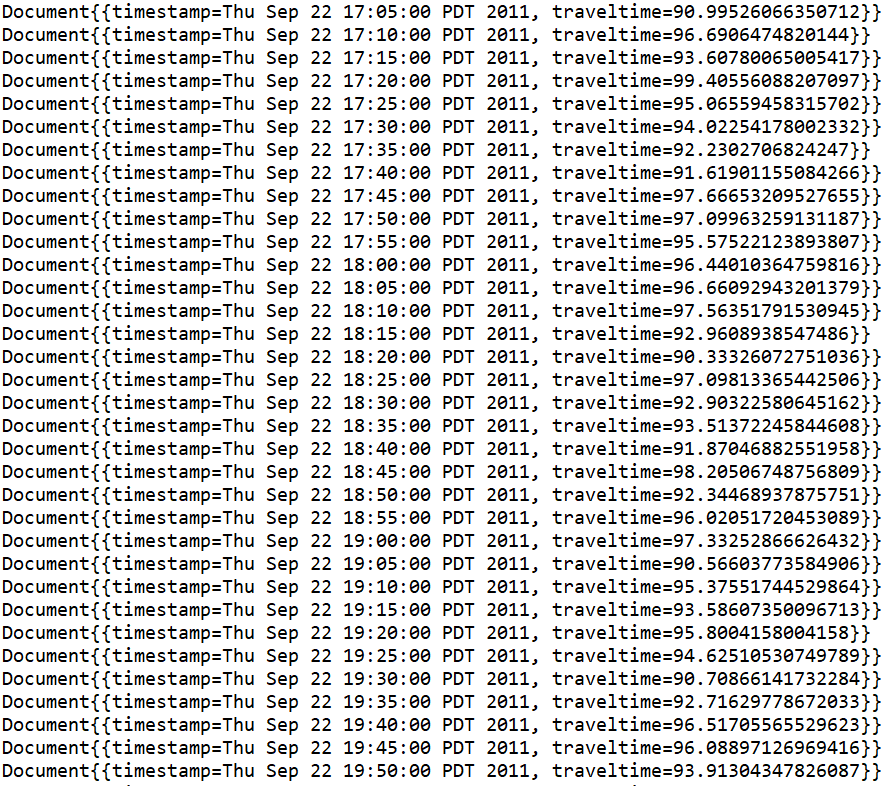 Document{{timestamp=Thu Sep 22 17:05:00 PDT 2011, traveltime=90.99526066350712}}
Document{{timestamp=Thu Sep 22 17:10:00 PDT 2011, traveltime=96.6906474820144}}
Document{{timestamp=Thu Sep 22 17:15:00 PDT 2011, traveltime=93.60780065005417}}
Document{{timestamp=Thu Sep 22 17:20:00 PDT 2011, traveltime=99.40556088207097}}
Document{{timestamp=Thu Sep 22 17:25:00 PDT 2011, traveltime=95.06559458315702}}
Document{{timestamp=Thu Sep 22 17:30:00 PDT 2011, traveltime=94.02254178002332}}
Document{{timestamp=Thu Sep 22 17:35:00 PDT 2011, traveltime=92.2302706824247}}
Document{{timestamp=Thu Sep 22 17:40:00 PDT 2011, traveltime=91.61901155084266}}
Document{{timestamp=Thu Sep 22 17:45:00 PDT 2011, traveltime=97.66653209527655}}
Document{{timestamp=Thu Sep 22 17:50:00 PDT 2011, traveltime=97.09963259131187}}
Document{{timestamp=Thu Sep 22 17:55:00 PDT 2011, traveltime=95.57522123893807}}
Document{{timestamp=Thu Sep 22 18:00:00 PDT 2011, traveltime=96.44010364759816}}
Document{{timestamp=Thu Sep 22 18:05:00 PDT 2011, traveltime=96.66092943201379}}
Document{{timestamp=Thu Sep 22 18:10:00 PDT 2011, traveltime=97.56351791530945}}
Document{{timestamp=Thu Sep 22 18:15:00 PDT 2011, traveltime=92.9608938547486}}
Document{{timestamp=Thu Sep 22 18:20:00 PDT 2011, traveltime=90.33326072751036}}
Document{{timestamp=Thu Sep 22 18:25:00 PDT 2011, traveltime=97.09813365442506}}
Document{{timestamp=Thu Sep 22 18:30:00 PDT 2011, traveltime=92.90322580645162}}
Document{{timestamp=Thu Sep 22 18:35:00 PDT 2011, traveltime=93.51372245844608}}
Document{{timestamp=Thu Sep 22 18:40:00 PDT 2011, traveltime=91.87046882551958}}
Document{{timestamp=Thu Sep 22 18:45:00 PDT 2011, traveltime=98.20506748756809}}
Document{{timestamp=Thu Sep 22 18:50:00 PDT 2011, traveltime=92.34468937875751}}
Document{{timestamp=Thu Sep 22 18:55:00 PDT 2011, traveltime=96.02051720453089}}
Document{{timestamp=Thu Sep 22 19:00:00 PDT 2011, traveltime=97.33252866626432}}
Document{{timestamp=Thu Sep 22 19:05:00 PDT 2011, traveltime=90.56603773584906}}
Document{{timestamp=Thu Sep 22 19:10:00 PDT 2011, traveltime=95.37551744529864}}
Document{{timestamp=Thu Sep 22 19:15:00 PDT 2011, traveltime=93.58607350096713}}
Document{{timestamp=Thu Sep 22 19:20:00 PDT 2011, traveltime=95.8004158004158}}
Document{{timestamp=Thu Sep 22 19:25:00 PDT 2011, traveltime=94.62510530749789}}
Document{{timestamp=Thu Sep 22 19:30:00 PDT 2011, traveltime=90.70866141732284}}
Document{{timestamp=Thu Sep 22 19:35:00 PDT 2011, traveltime=92.71629778672033}}
Document{{timestamp=Thu Sep 22 19:40:00 PDT 2011, traveltime=96.51705565529623}}
Document{{timestamp=Thu Sep 22 19:45:00 PDT 2011, traveltime=96.08897126969416}}
Document{{timestamp=Thu Sep 22 19:50:00 PDT 2011, traveltime=93.91304347826087}}